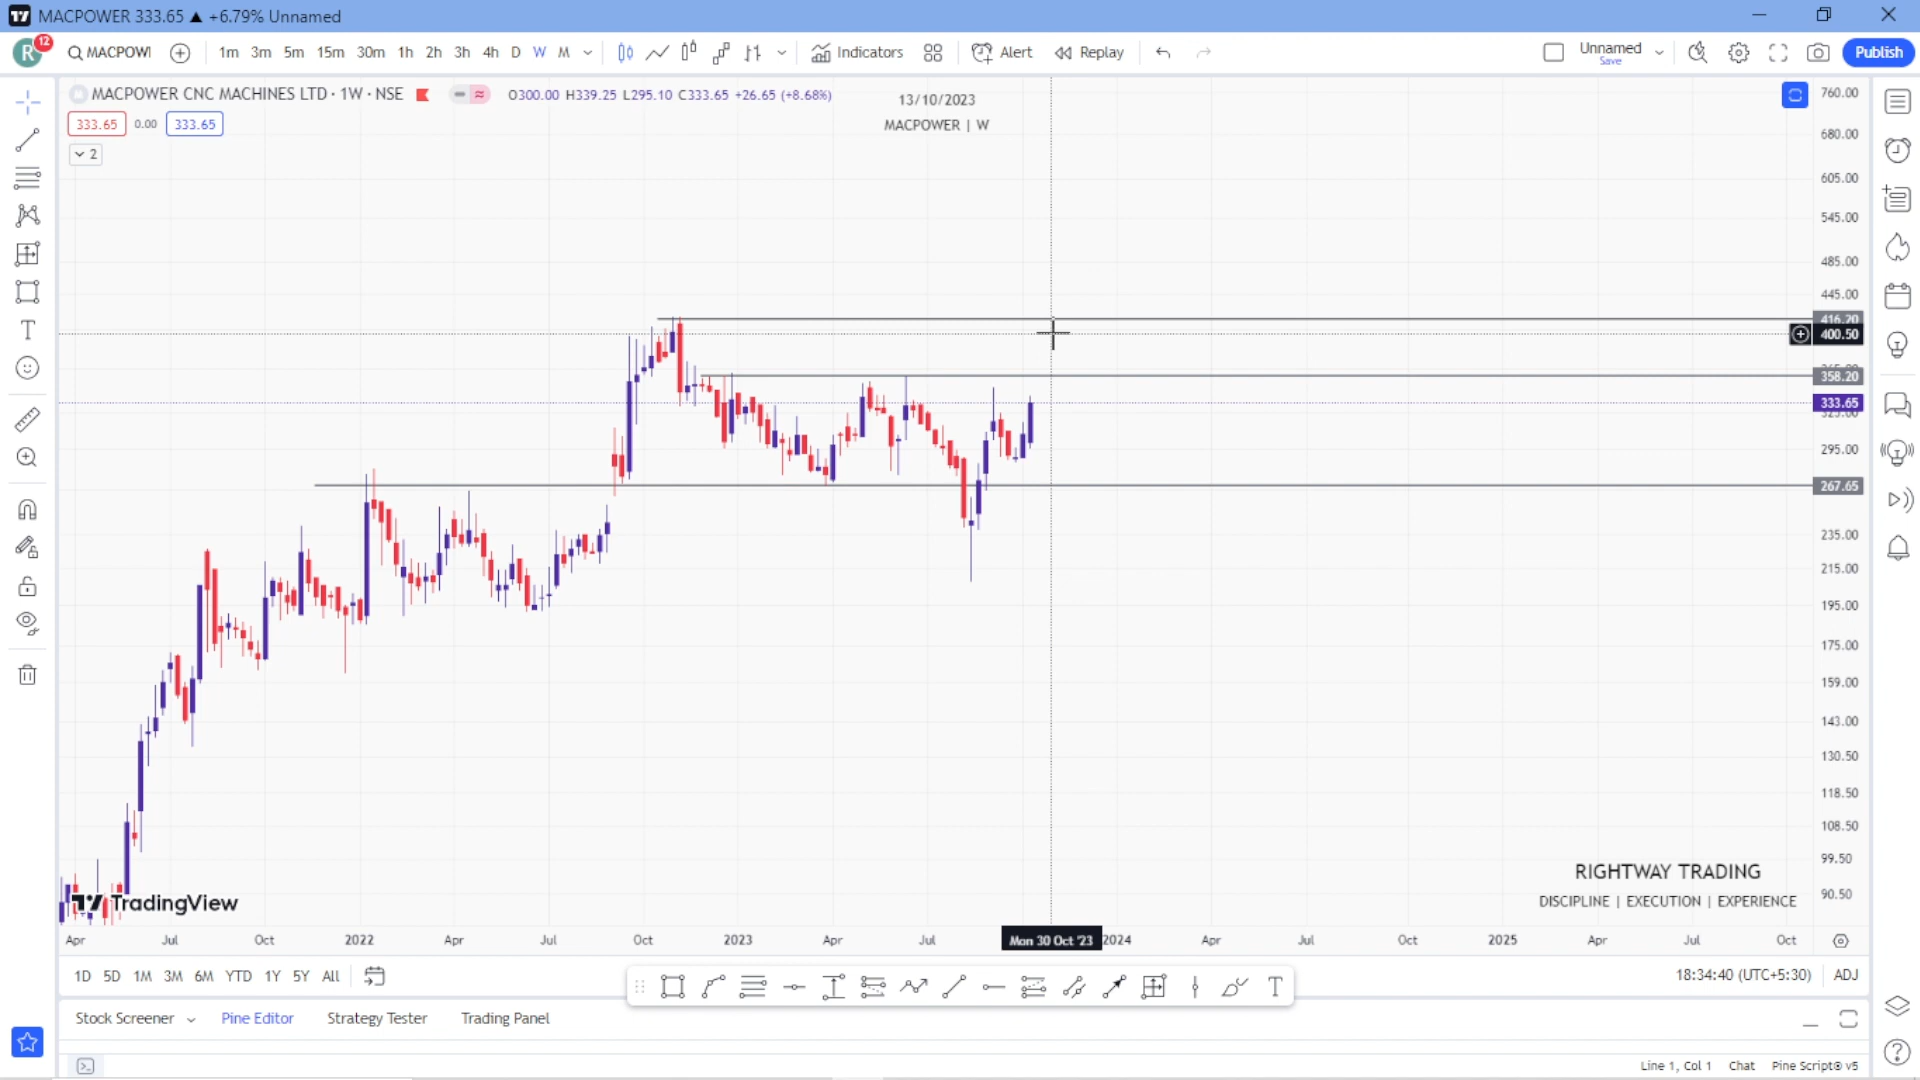 MACPOWER 333.65 ▲ +6.79% Unnamed
R 12 MACPOWI 1m 3m 5m 15m 30m 1h 2h 3h 4h D W M Indicators Alert Replay Unnamed Save Publish
MACPOWER CNC MACHINES LTD · 1W · NSE O300.00 H339.25 L295.10 C333.65 +26.65 (+8.68%)
333.65 0.00 333.65
2
13/10/2023
MACPOWER | W
760.00
680.00
605.00
545.00
485.00
445.00
416.20
400.50
358.20
333.65
295.00
267.65
235.00
215.00
195.00
175.00
159.00
143.00
130.50
118.50
108.50
99.50
90.50
RIGHTWAY TRADING
DISCIPLINE | EXECUTION | EXPERIENCE
TradingView
Apr Jul Oct 2022 Apr Jul Oct 2023 Apr Jul Mon 30 Oct '23 2024 Apr Jul Oct 2025 Apr Jul Oct
1D 5D 1M 3M 6M YTD 1Y 5Y All 18:34:40 (UTC+5:30) ADJ
Stock Screener Pine Editor Strategy Tester Trading Panel
Line 1, Col 1 Chat Pine Script® v5